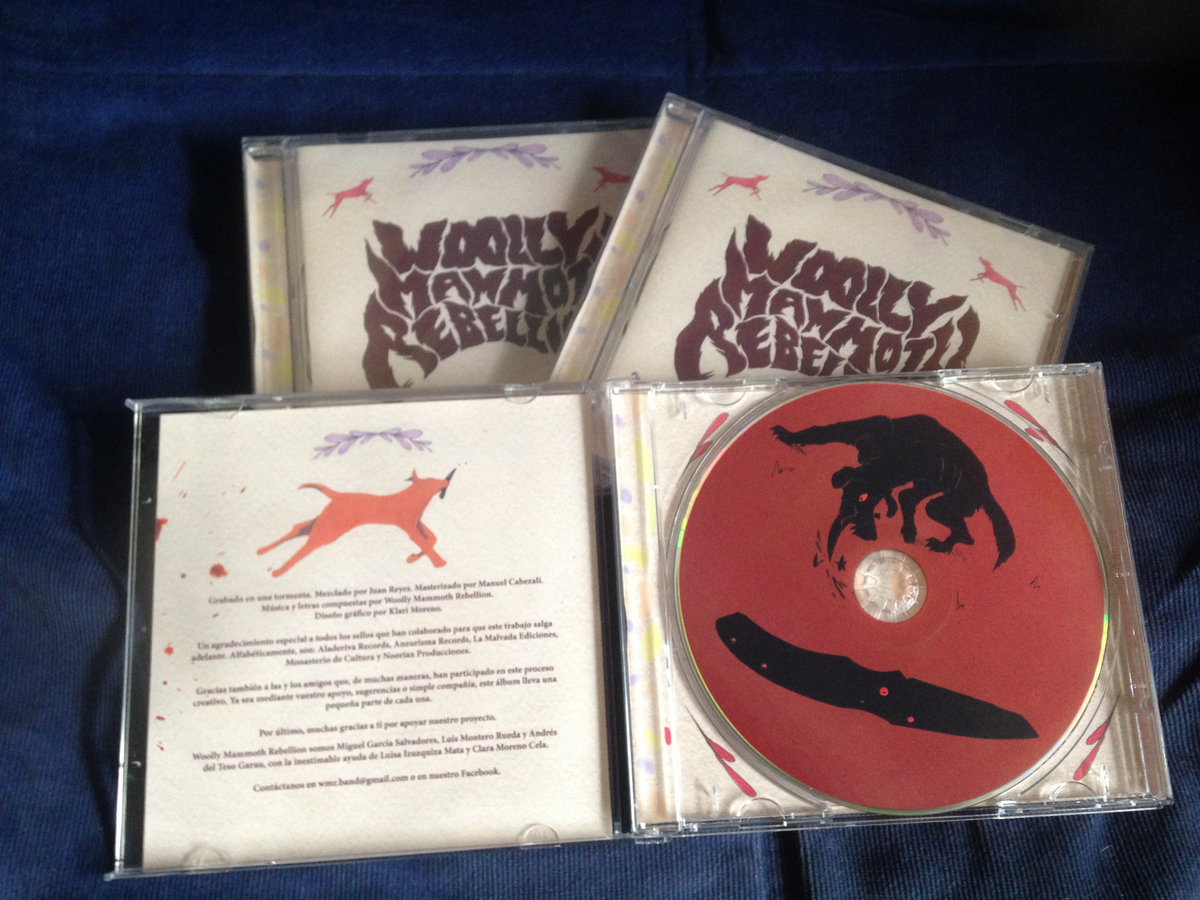 WOOLLY
MAMMOT
REBELLI
WOOLLY
MAMMOTH
REBEL
Grabado en una tormenta. Mezclado por Juan Reyes. Masterizado por Manuel Cabezalí.
Música y letras compuestas por Woolly Mammoth Rebellion.
Diseño gráfico por Klari Moreno.
Un agradecimiento especial a todos los sellos que han colaborado para que este trabajo salga
adelante. Alfabéticamente, son: Aladeriva Records, Aneurisma Records, La Malvada Ediciones,
Monasterio de Cultura y Nooirax Producciones.
Gracias también a las y los amigos que, de muchas maneras, han participado en este proceso
creativo. Ya sea mediante vuestro apoyo, sugerencias o simple compañía, este álbum lleva una
pequeña parte de cada una.
Por último, muchas gracias a ti por apoyar nuestro proyecto.
Woolly Mammoth Rebellion somos Miguel García Salvadores, Luis Montero Rueda y Andrés
del Teso Garau, con la inestimable ayuda de Luisa Izuzquiza Mata y Clara Moreno Cela.
Contáctanos en wmr.band@gmail.com o en nuestro Facebook.